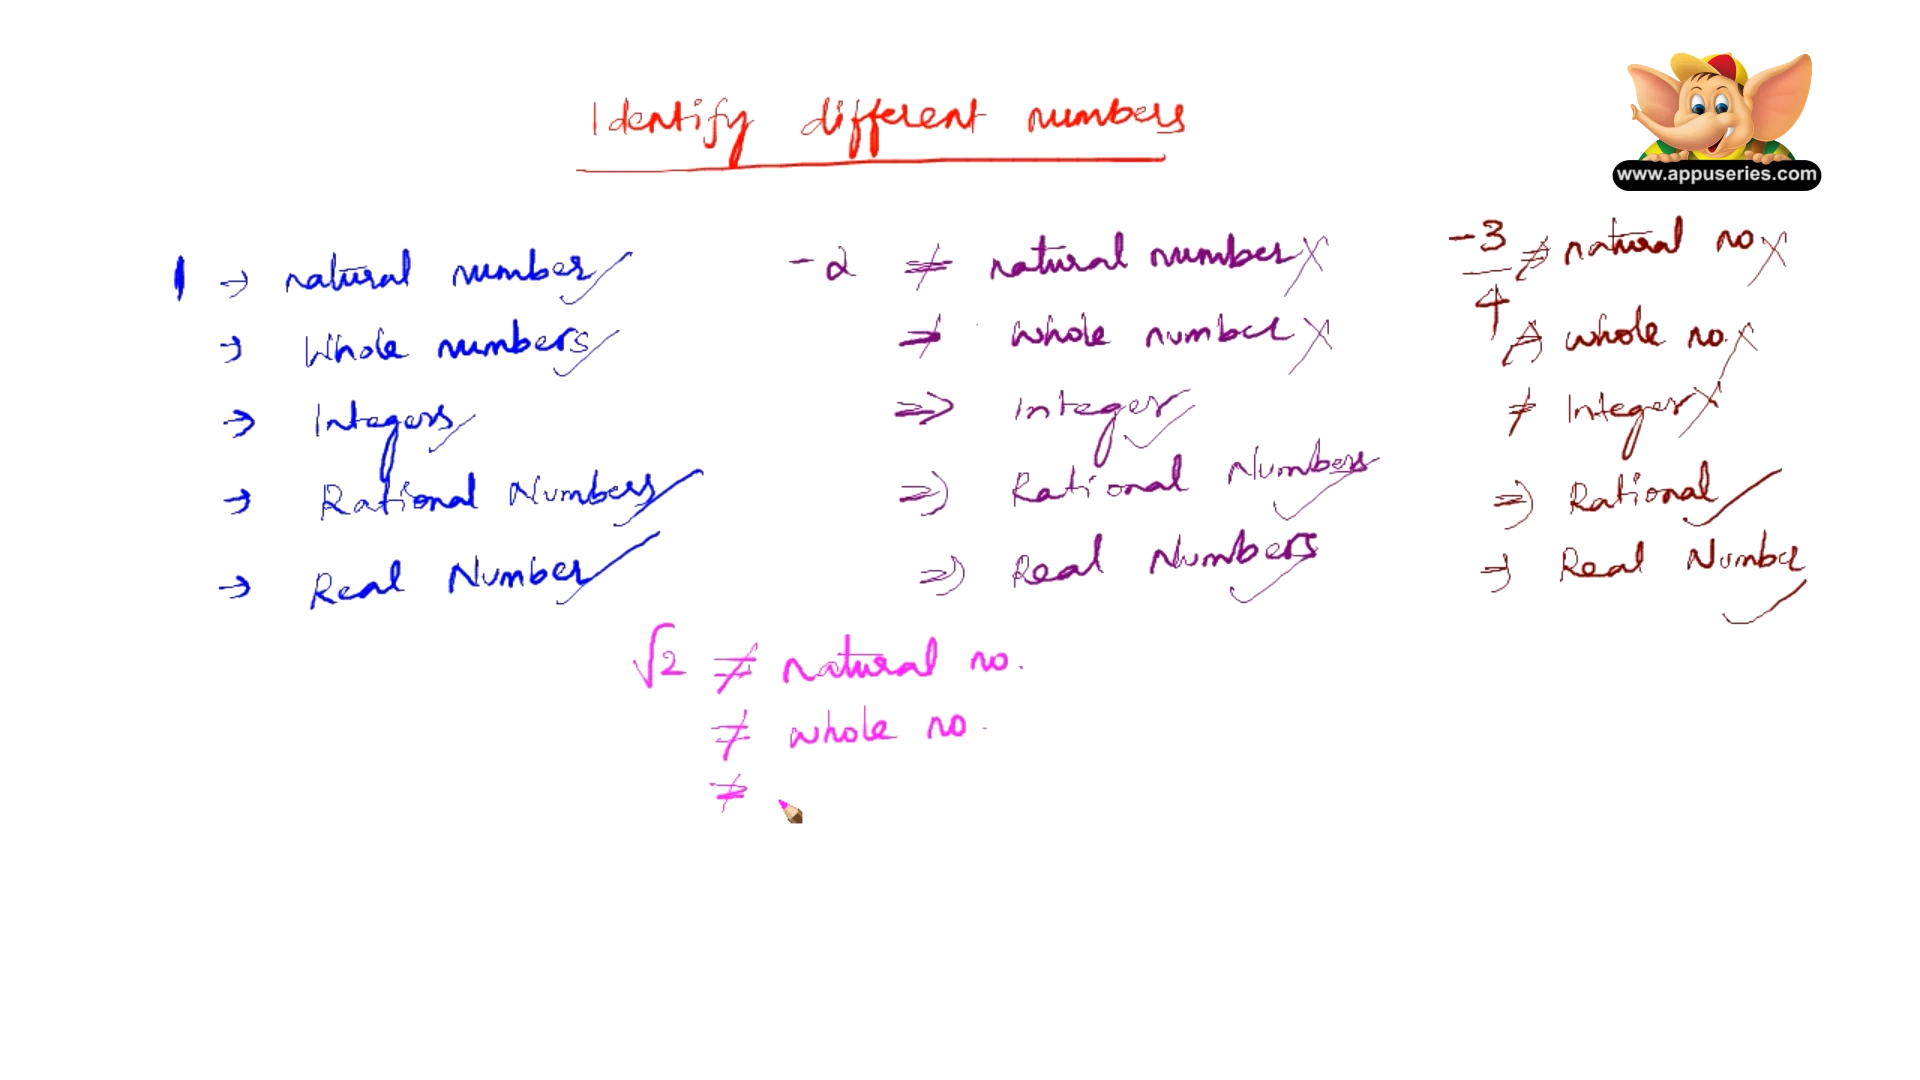 Identify different numbers
www.appuseries.com
1 → natural number ✓
→ Whole numbers ✓
→ Integers ✓
→ Rational Numbers ✓
→ Real Number ✓
-2 ≠ natural number X
≠ whole number X
⇒ Integer ✓
⇒ Rational Numbers ✓
⇒ Real Numbers ✓
-3/4 ⇏ natural no X
⇏ whole no. X
≠ Integer X
⇒ Rational ✓
⇒ Real Number ✓
√2 ≠ natural no.
≠ whole no.
≠